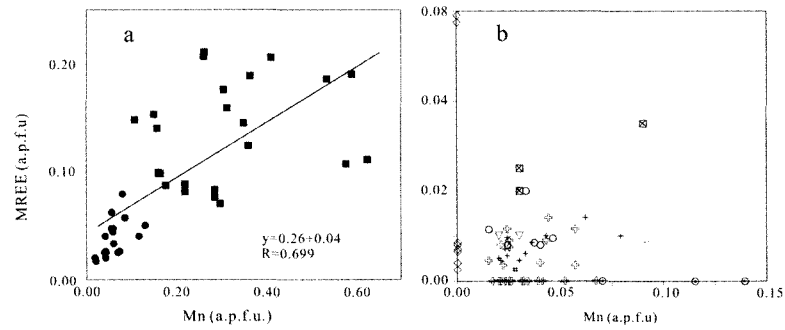 a
0.20
0.10
0.00
MREE (a.p.f.u)
y=0.26+0.04
R=0.699
0.00 0.20 0.40 0.60
Mn (a.p.f.u.)
b
0.08
0.04
0.02
0.00
0.00 0.05 0.10 0.15
Mn (a.p.f.u)